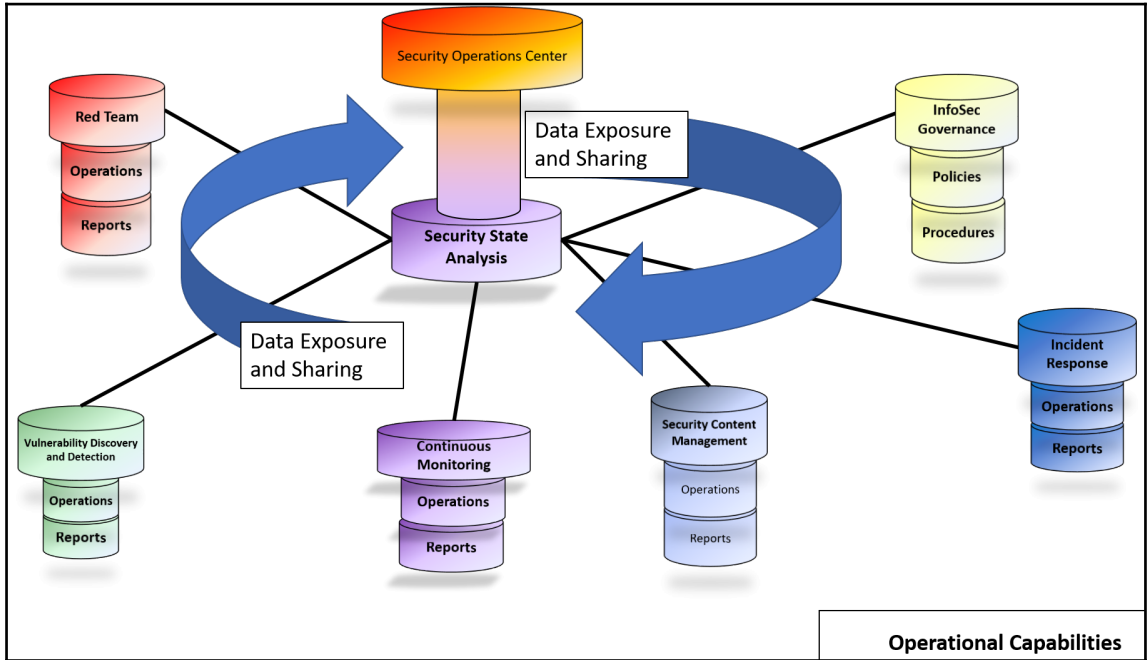 Security Operations Center
Red Team
Operations
Reports
Data Exposure
and Sharing
InfoSec
Governance
Policies
Procedures
Security State
Analysis
Data Exposure
and Sharing
Incident
Response
Operations
Reports
Vulnerability Discovery
and Detection
Operations
Reports
Continuous
Monitoring
Operations
Reports
Security Content
Management
Operations
Reports
Operational Capabilities